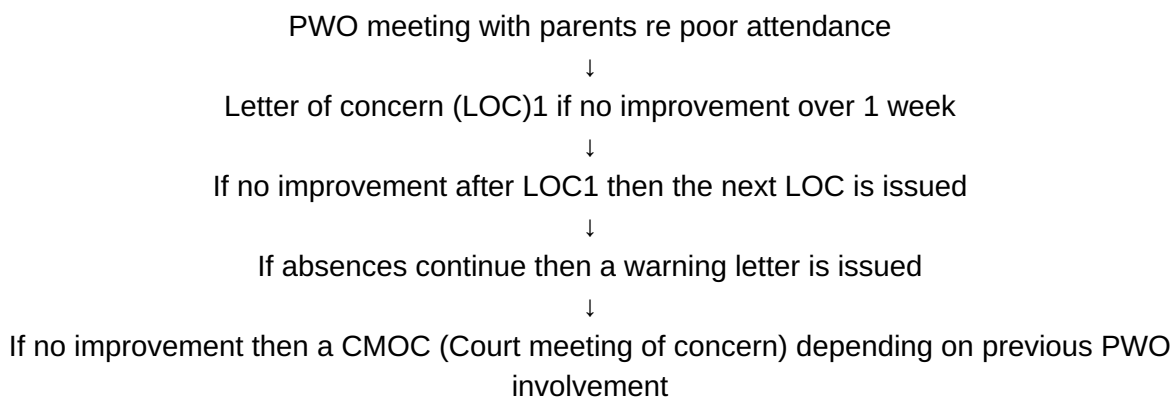 PWO meeting with parents re poor attendance
↓
Letter of concern (LOC)1 if no improvement over 1 week
↓
If no improvement after LOC1 then the next LOC is issued
↓
If absences continue then a warning letter is issued
↓
If no improvement then a CMOC (Court meeting of concern) depending on previous PWO
involvement